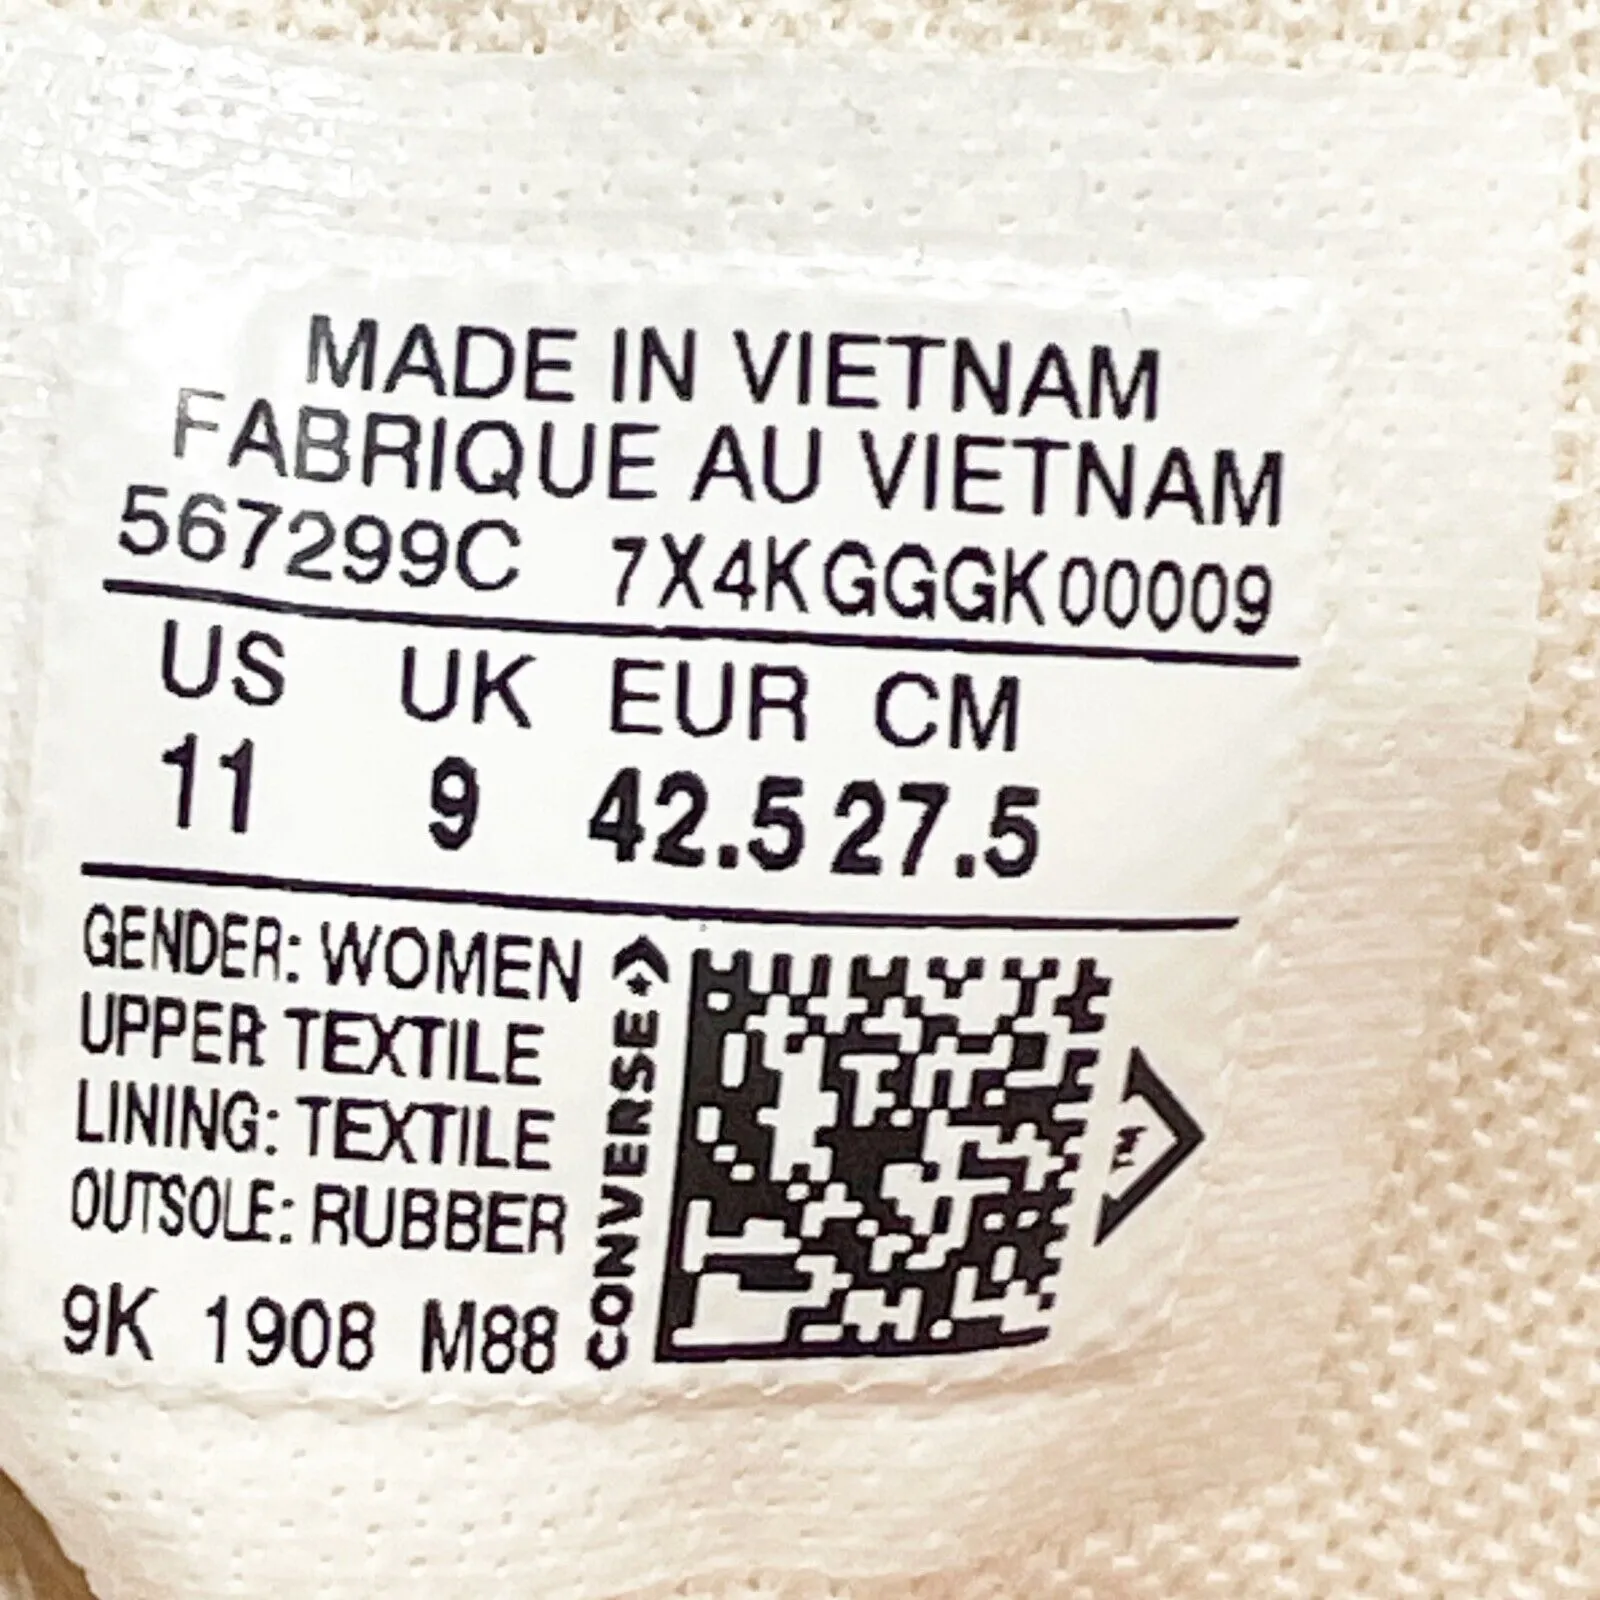 MADE IN VIETNAM
FABRIQUE AU VIETNAM
567299C 7X4KGGGK00009
US UK EUR CM
11 9 42.5 27.5
GENDER: WOMEN
UPPER TEXTILE
LINING: TEXTILE
OUTSOLE: RUBBER
9K 1908 M88
CONVERSE
TM